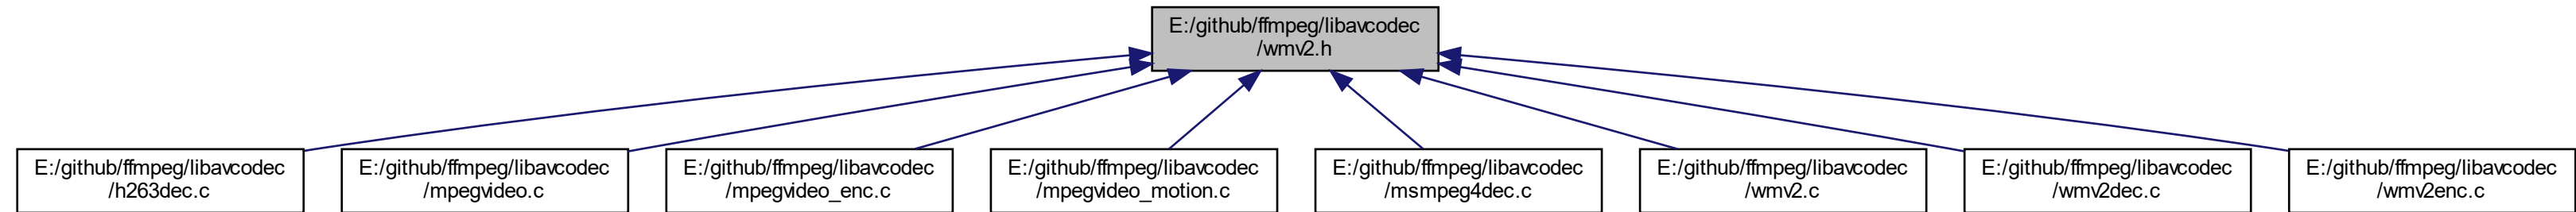 E:/github/ffmpeg/libavcodec
/wmv2.h
E:/github/ffmpeg/libavcodec
/h263dec.c
E:/github/ffmpeg/libavcodec
/mpegvideo.c
E:/github/ffmpeg/libavcodec
/mpegvideo_enc.c
E:/github/ffmpeg/libavcodec
/mpegvideo_motion.c
E:/github/ffmpeg/libavcodec
/msmpeg4dec.c
E:/github/ffmpeg/libavcodec
/wmv2.c
E:/github/ffmpeg/libavcodec
/wmv2dec.c
E:/github/ffmpeg/libavcodec
/wmv2enc.c